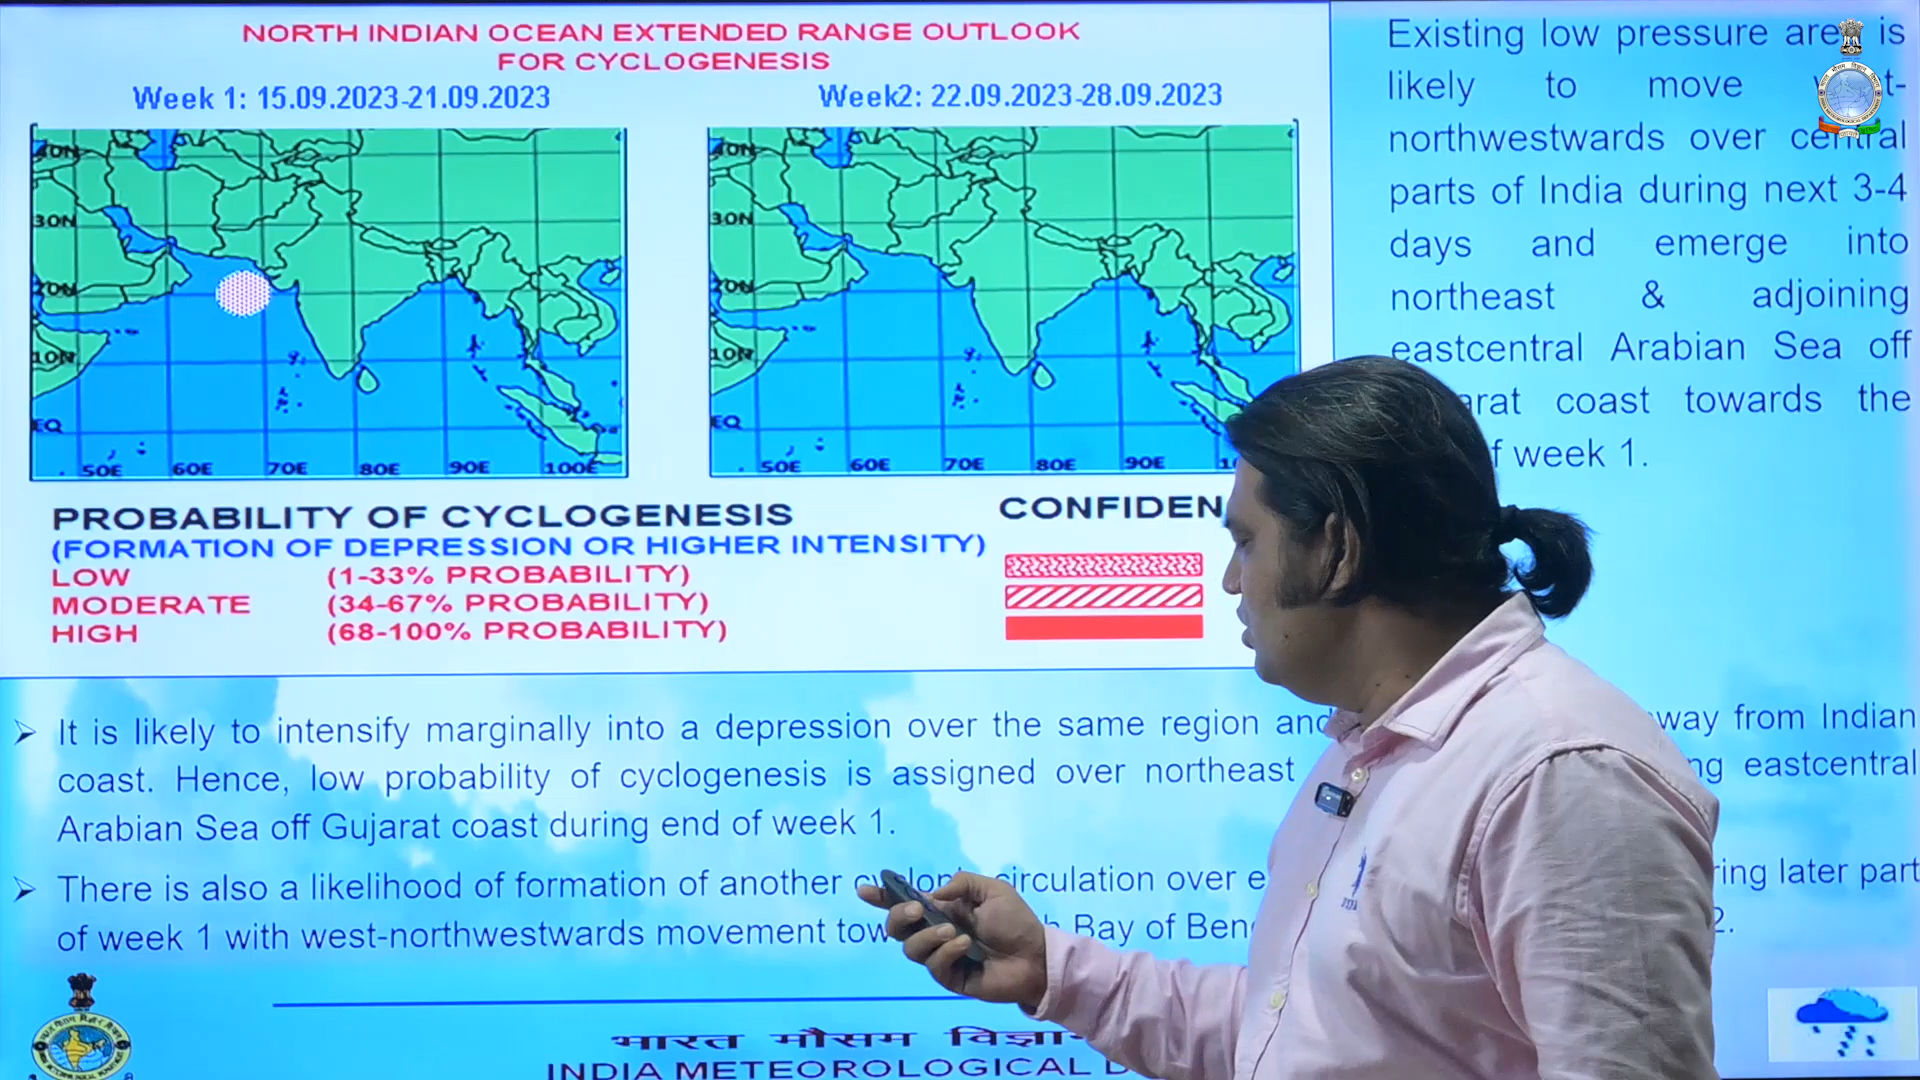 NORTH INDIAN OCEAN EXTENDED RANGE OUTLOOK
FOR CYCLOGENESIS
Week 1: 15.09.2023-21.09.2023
Week2: 22.09.2023-28.09.2023
40N
30N
20N
10N
EQ
50E 60E 70E 80E 90E 100E
40N
30N
20N
10N
EQ
50E 60E 70E 80E 90E
PROBABILITY OF CYCLOGENESIS
(FORMATION OF DEPRESSION OR HIGHER INTENSITY)
LOW (1-33% PROBABILITY)
MODERATE (34-67% PROBABILITY)
HIGH (68-100% PROBABILITY)
CONFIDEN
Existing low pressure area is
likely to move
northwestwards over central
parts of India during next 3-4
days and emerge into
northeast & adjoining
eastcentral Arabian Sea off
arat coast towards the
f week 1.
➢ It is likely to intensify marginally into a depression over the same region and way from Indian
coast. Hence, low probability of cyclogenesis is assigned over northeast ng eastcentral
Arabian Sea off Gujarat coast during end of week 1.
➢ There is also a likelihood of formation of another circulation over e ring later part
of week 1 with west-northwestwards movement tow Bay of Ben 2.
भारत मौसम विज्ञान
INDIA METEOROLOGICAL D